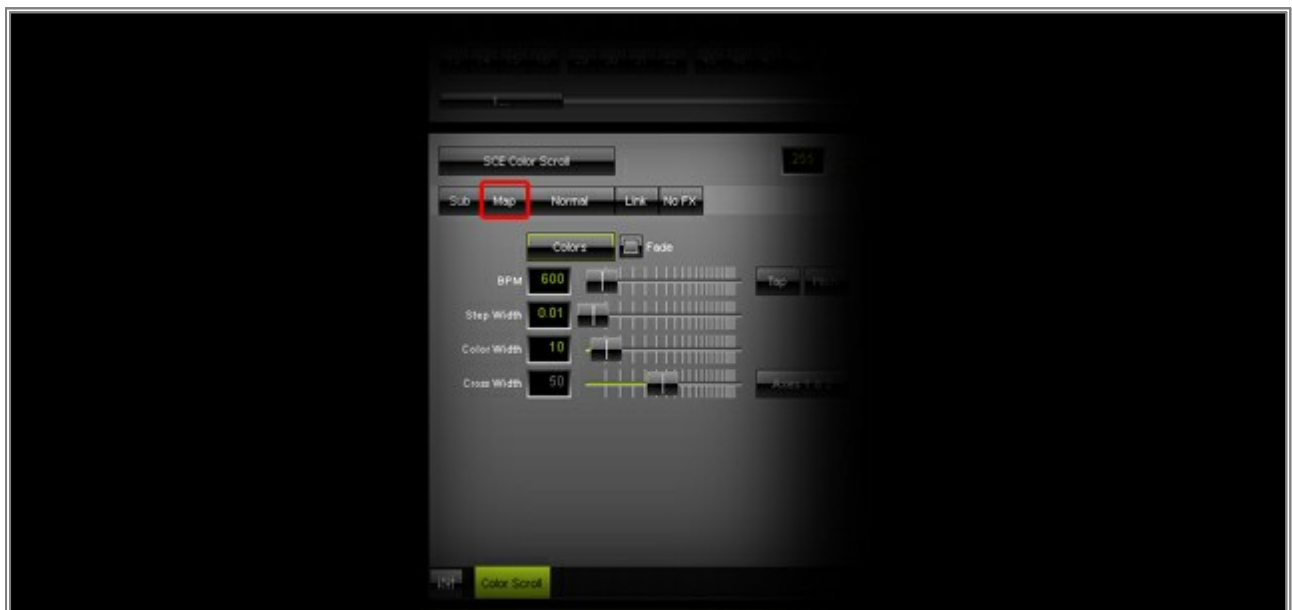 SCE Color Scroll 255
Sub Map Normal Link No FX
Colors Fade
BPM 600 Tap
Step Width 0.01
Color Width 10
Cross Width 50 Axes
Color Scroll